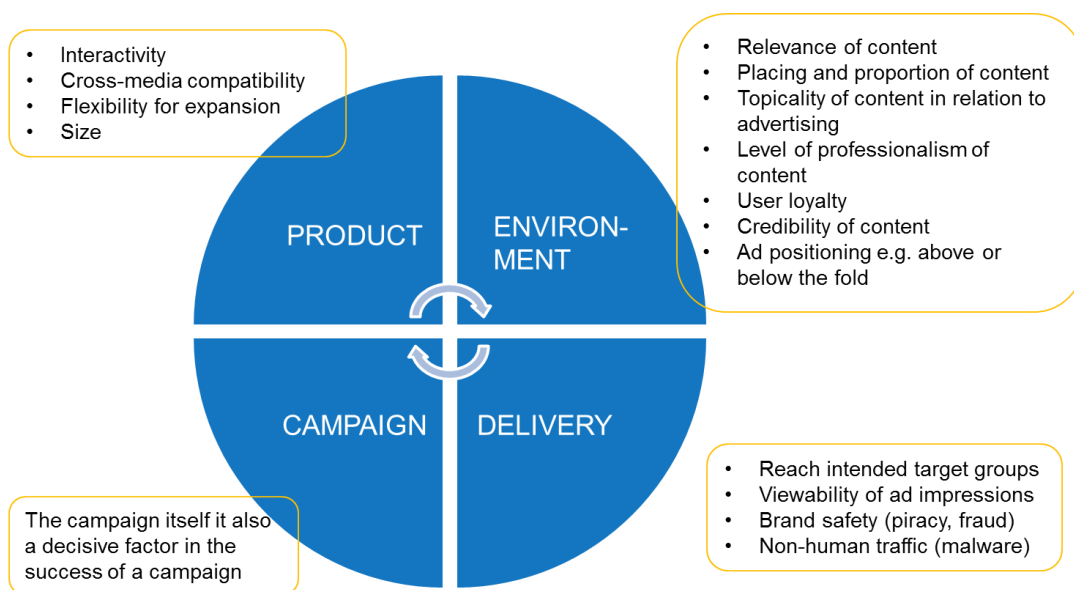 • Interactivity
• Cross-media compatibility
• Flexibility for expansion
• Size
• Relevance of content
• Placing and proportion of content
• Topicality of content in relation to
advertising
• Level of professionalism of
content
• User loyalty
• Credibility of content
• Ad positioning e.g. above or
below the fold
PRODUCT
ENVIRON-
MENT
CAMPAIGN
DELIVERY
The campaign itself it also
a decisive factor in the
success of a campaign
• Reach intended target groups
• Viewability of ad impressions
• Brand safety (piracy, fraud)
• Non-human traffic (malware)